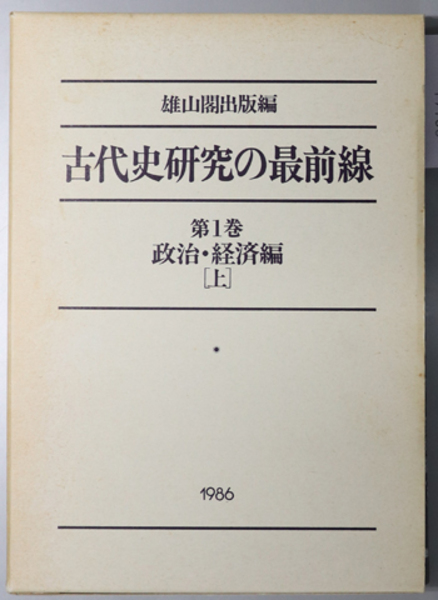 雄山閣出版編
古代史研究の最前線
第1巻
政治・経済編
[上]
1986